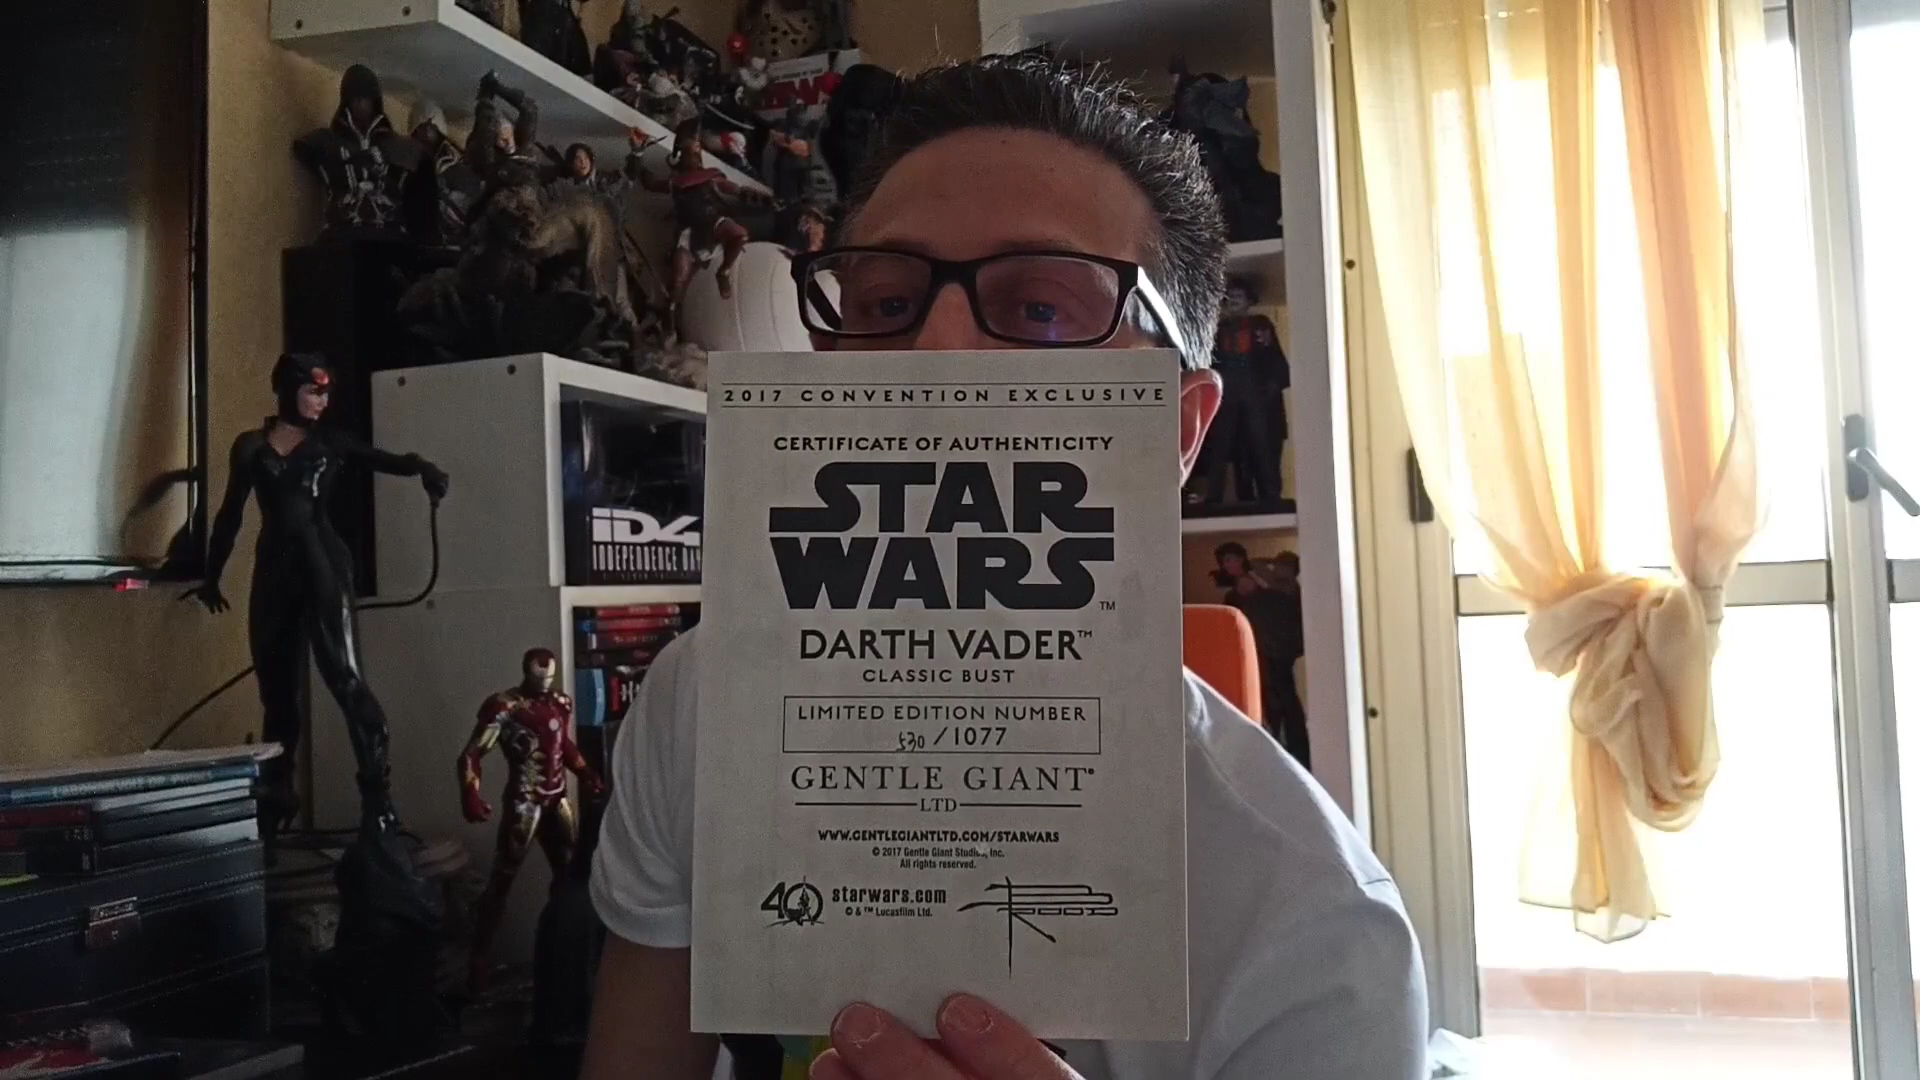 2017 CONVENTION EXCLUSIVE
CERTIFICATE OF AUTHENTICITY
STAR
WARS™
DARTH VADER™
CLASSIC BUST
LIMITED EDITION NUMBER
530/1077
GENTLE GIANT®
LTD
WWW.GENTLEGIANTLTD.COM/STARWARS
© 2017 Gentle Giant Studios, Inc.
All rights reserved.
40
starwars.com
© & ™ Lucasfilm Ltd.
ID4
INDEPENDENCE DAY